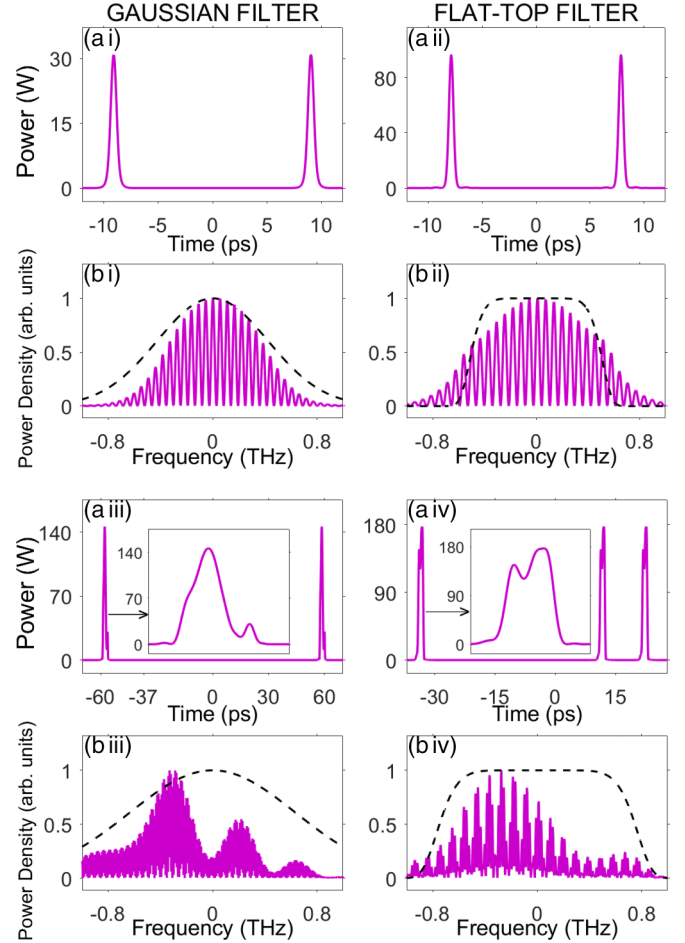 GAUSSIAN FILTER
FLAT-TOP FILTER
(a i)
30
15
0
Power (W)
-10 -5 0 5 10
Time (ps)
(a ii)
80
40
0
-10 -5 0 5 10
Time (ps)
(b i)
1
0.5
0
Power Density (arb. units)
-0.8 0 0.8
Frequency (THz)
(b ii)
1
0.5
0
-0.8 0 0.8
Frequency (THz)
(a iii)
140
70
0
Power (W)
140
70
0
-60 -37 0 30 60
Time (ps)
(a iv)
180
90
0
180
90
0
-30 -15 0 15
Time (ps)
(b iii)
1
0.5
0
Power Density (arb. units)
-0.8 0 0.8
Frequency (THz)
(b iv)
1
0.5
0
-0.8 0 0.8
Frequency (THz)